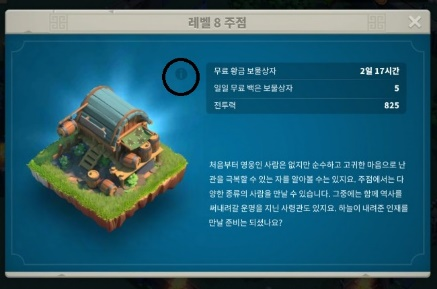 레벨 8 주점
무료 황금 보물상자 2일 17시간
일일 무료 백은 보물상자 5
전투력 825
처음부터 영웅인 사람은 없지만 순수하고 고귀한 마음으로 난
관을 극복할 수 있는 자를 알아볼 수는 있지요. 주점에서는 다
양한 종류의 사람을 만날 수 있습니다. 그중에는 함께 역사를
써내려갈 운명을 지닌 사령관도 있지요. 하늘이 내려준 인재를
만날 준비는 되셨나요?